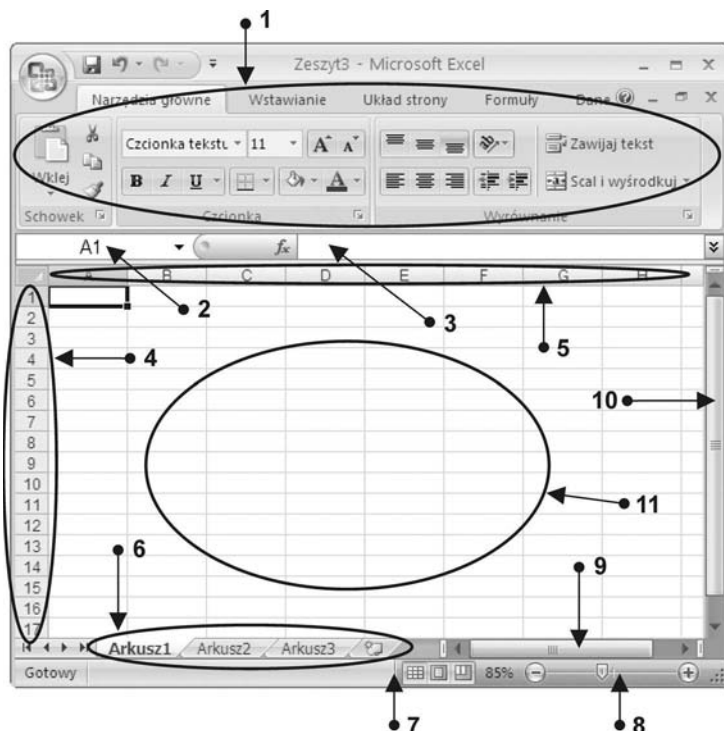 1
Zeszyt3 - Microsoft Excel
Narzędzia główne Wstawianie Układ strony Formuły Dane
Czcionka tekstu 11 A A Zawijaj tekst
Wklej B I U A Scal i wyśrodkuj
Schowek Czcionka Wyrównanie
A1 fx
2 3
A B C D E F G H
1
2
3
4 4
5 5
6 10
7
8
9
10
11 11
12
13 6
14 9
15
16
17
Arkusz1 Arkusz2 Arkusz3
Gotowy 85%
7 8